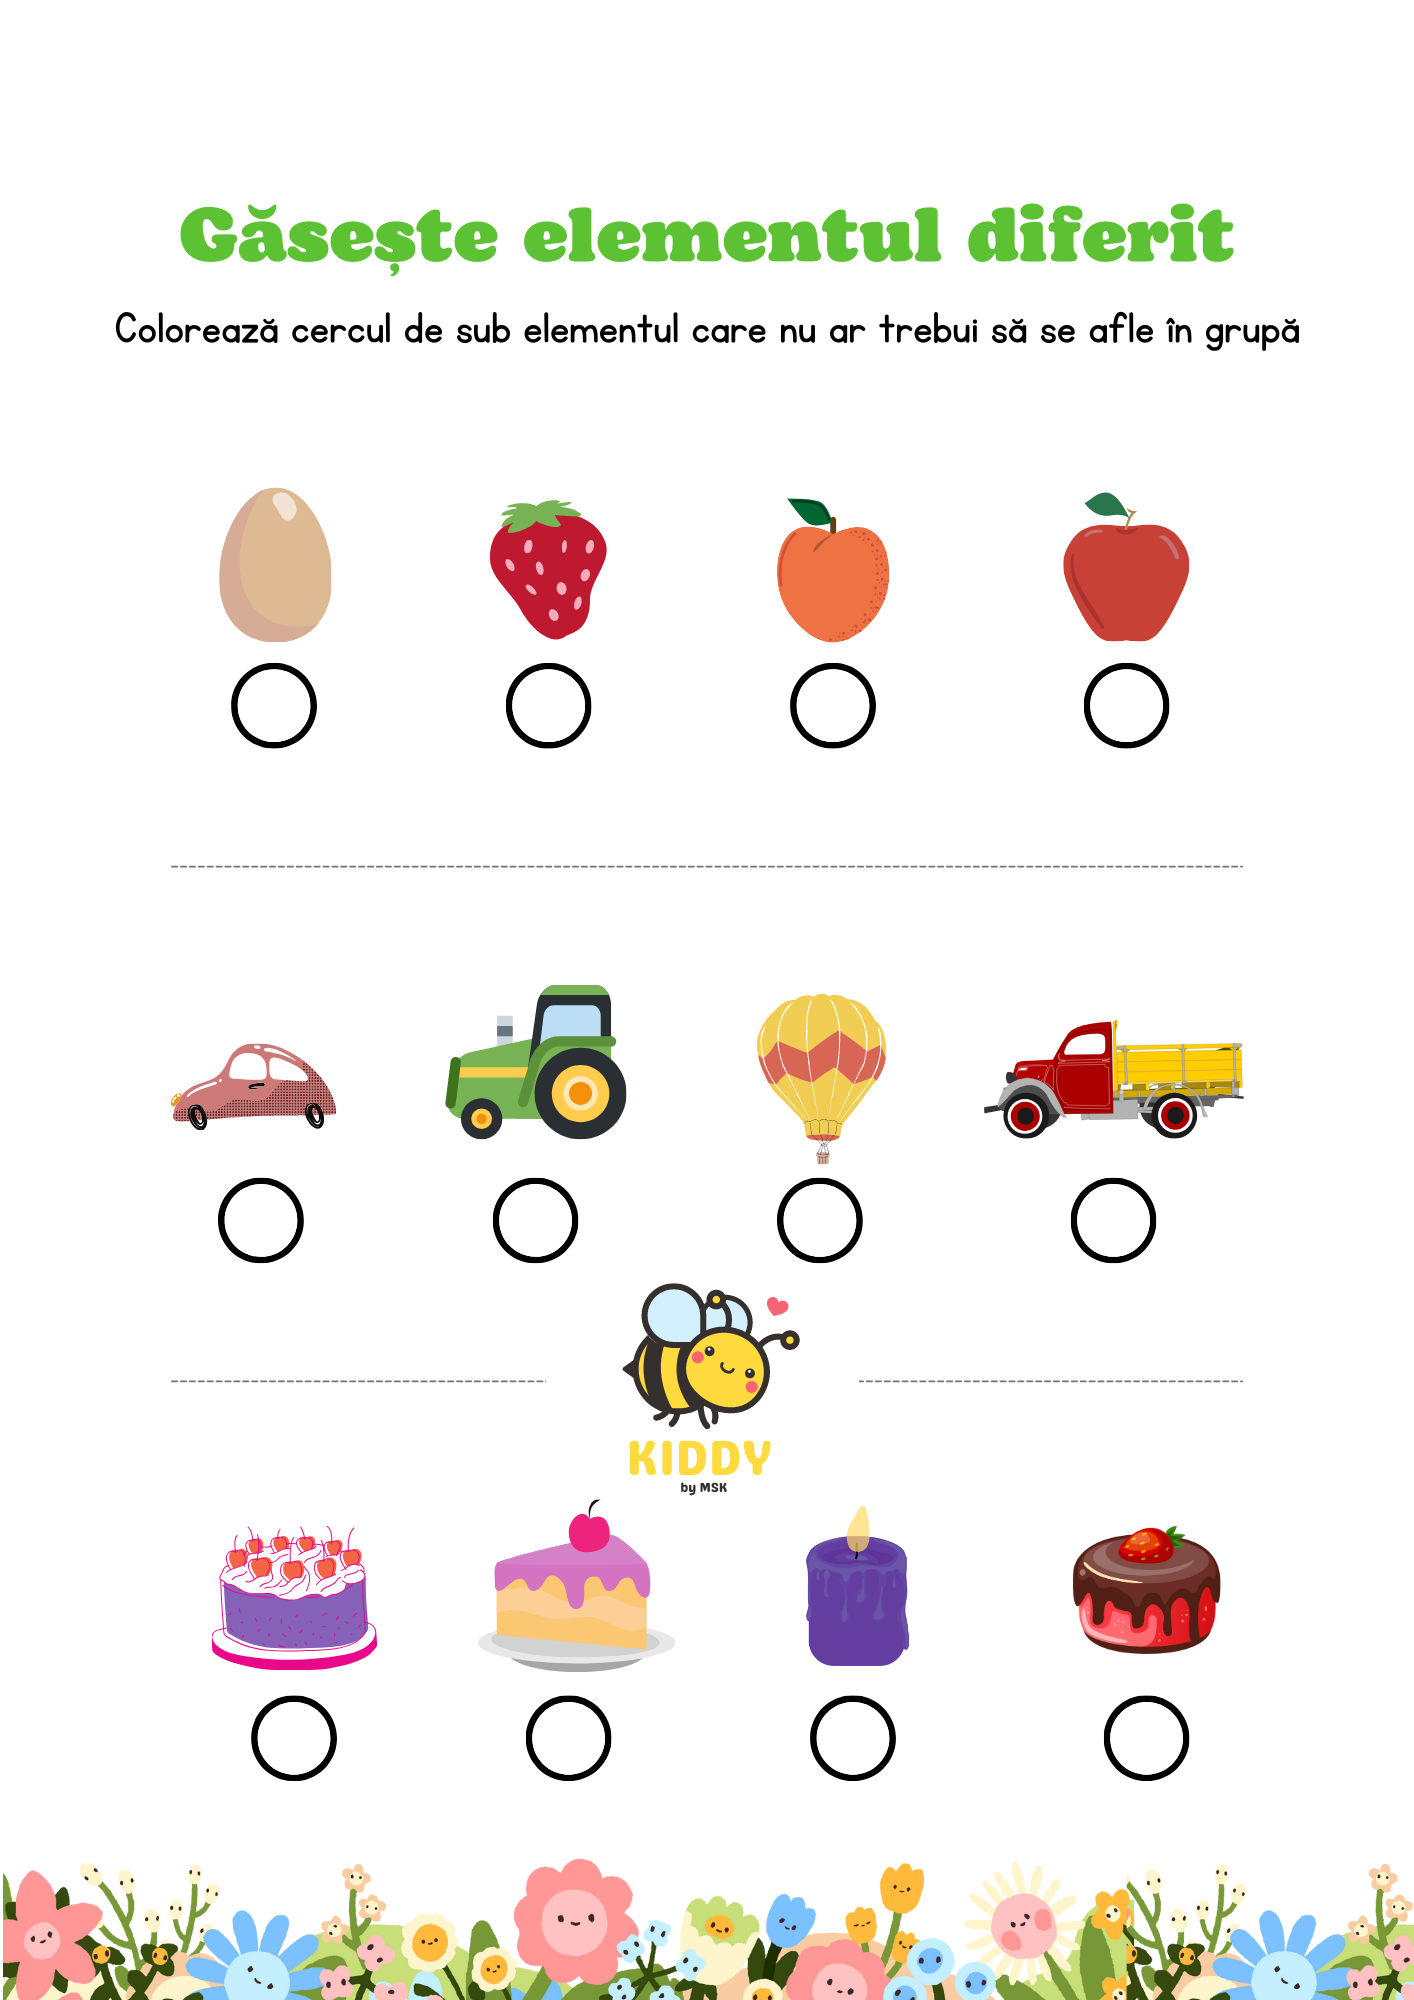 Găsește elementul diferit
Colorează cercul de sub elementul care nu ar trebui să se afle în grupă
KIDDY
by MSK